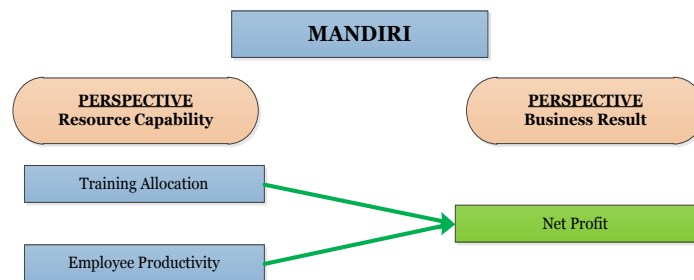 MANDIRI
PERSPECTIVE
Resource Capability
PERSPECTIVE
Business Result
Training Allocation
Net Profit
Employee Productivity